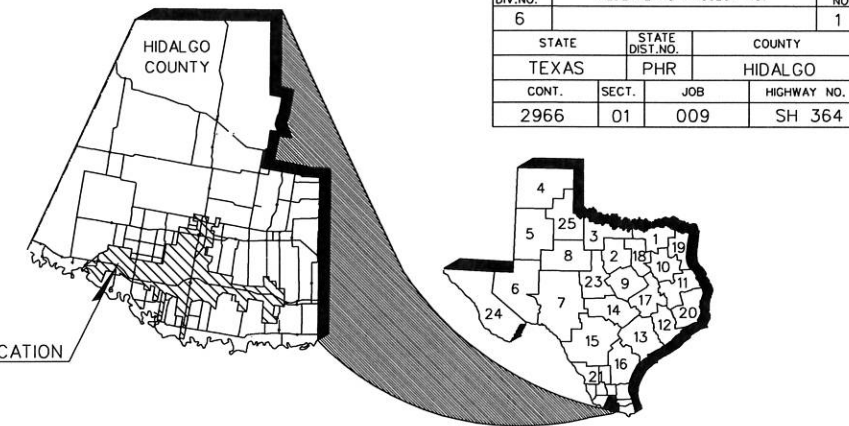 DIV.NO.
NO.
6
1
STATE
STATE
DIST.NO.
COUNTY
TEXAS
PHR
HIDALGO
CONT.
SECT.
JOB
HIGHWAY NO.
2966
01
009
SH 364
HIDALGO
COUNTY
CATION
4
25
5
3
8
2
18
1
19
10
11
23
9
6
7
17
24
14
12
20
13
15
16
21